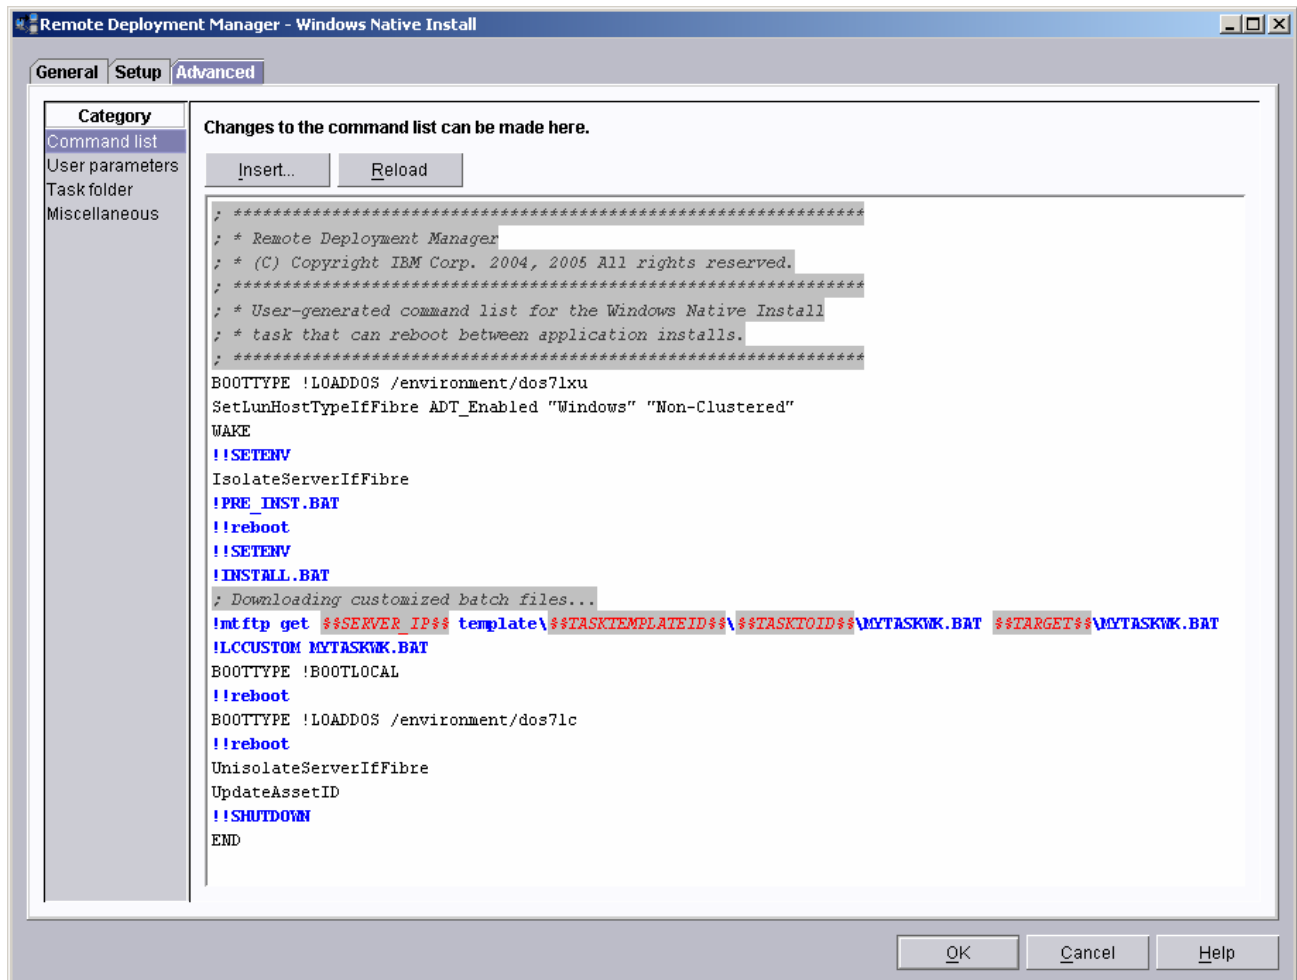 Remote Deployment Manager - Windows Native Install
General Setup Advanced
Category
Command list
User parameters
Task folder
Miscellaneous
Changes to the command list can be made here.
Insert... Reload
; ****************************************************************
; * Remote Deployment Manager
; * (C) Copyright IBM Corp. 2004, 2005 All rights reserved.
; ****************************************************************
; * User-generated command list for the Windows Native Install
; * task that can reboot between application installs.
; ****************************************************************
BOOTTYPE !LOADDOS /environment/dos71xu
SetLunHostTypeIfFibre ADT_Enabled "Windows" "Non-Clustered"
WAKE
!!SETENV
IsolateServerIfFibre
!PRE_INST.BAT
!!reboot
!!SETENV
!INSTALL.BAT
; Downloading customized batch files...
!mtftp get $$SERVER_IP$$ template\$$TASKTEMPLATEID$$\$$TASKTOID$$\MYTASKWK.BAT $$TARGET$$\MYTASKWK.BAT
!LCCUSTOM MYTASKWK.BAT
BOOTTYPE !BOOTLOCAL
!!reboot
BOOTTYPE !LOADDOS /environment/dos71c
!!reboot
UnisolateServerIfFibre
UpdateAssetID
!!SHUTDOWN
END
OK Cancel Help